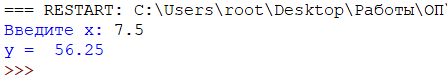 === RESTART: C:\Users\root\Desktop\Работы\ОП\
Введите x: 7.5
y =  56.25
>>>